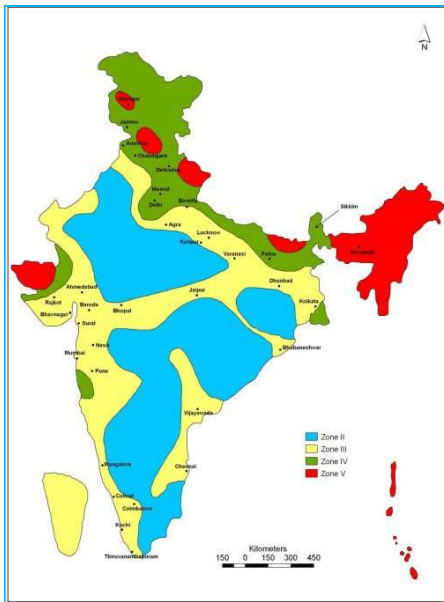 N
Srinagar
Jammu
Amritsar
Chandigarh
Dehradun
Meerut
Delhi
Bareilly
Sikkim
Agra
Lucknow
Kanpur
Patna
Varanasi
Guwahati
Dhanbad
Ahmedabad
Jaipur
Rajkot
Baroda
Bhopal
Kolkata
Bhavnagar
Surat
Nasik
Bhubaneshwar
Mumbai
Pune
Vijayawada
Zone II
Zone III
Zone IV
Zone V
Mangalore
Chennai
Calicut
Coimbatore
Kochi
Thiruvananthapuram
Kilometers
150 0 150 300 450